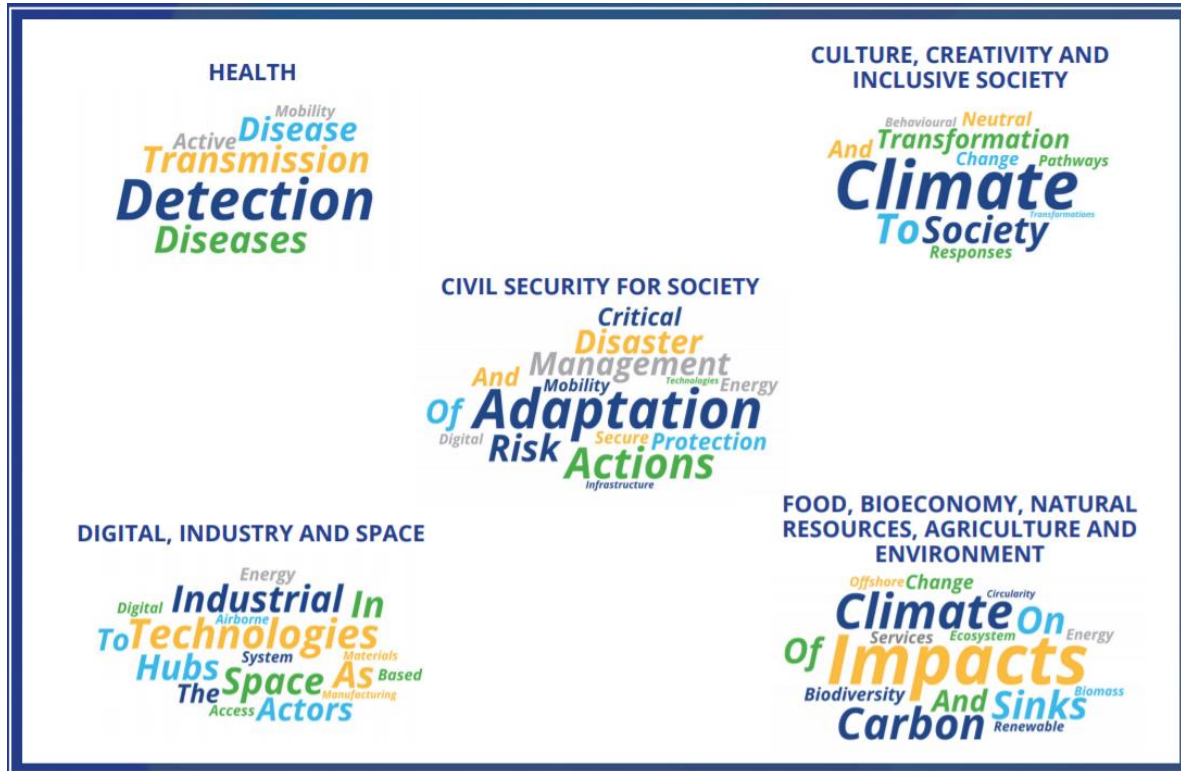 HEALTH
Mobility
Active Disease
Transmission
Detection
Diseases
CULTURE, CREATIVITY AND
INCLUSIVE SOCIETY
Behavioural Neutral
And Transformation
Change Pathways
Climate
Transformations
To Society
Responses
CIVIL SECURITY FOR SOCIETY
Critical
Disaster
Management
And Mobility Technologies Energy
Of Adaptation
Digital Risk Secure Protection
Actions
Infrastructure
DIGITAL, INDUSTRY AND SPACE
Energy
Digital Industrial In
Airborne
To Technologies
Hubs System Materials
The Space As Based
Manufacturing
Access Actors
FOOD, BIOECONOMY, NATURAL
RESOURCES, AGRICULTURE AND
ENVIRONMENT
Offshore Change
Circularity
Climate On
Services Ecosystem Energy
Of Impacts
Biodiversity And Sinks Biomass
Carbon Renewable